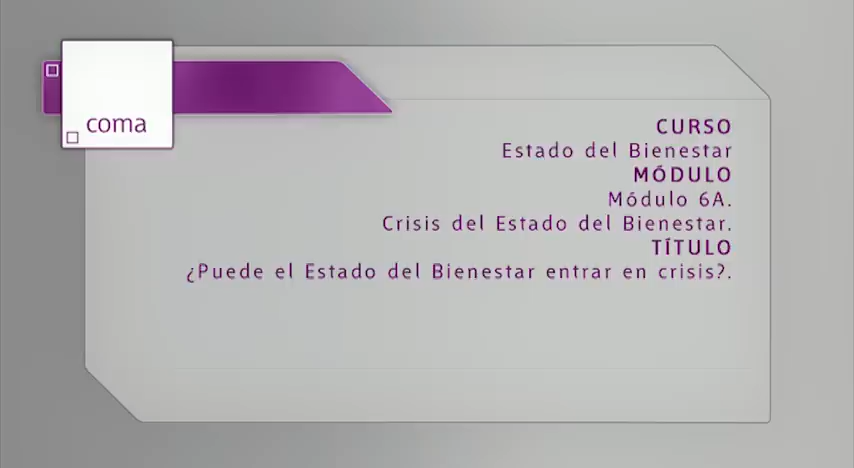 coma
CURSO
Estado del Bienestar
MÓDULO
Módulo 6A.
Crisis del Estado del Bienestar.
TÍTULO
¿Puede el Estado del Bienestar entrar en crisis?.